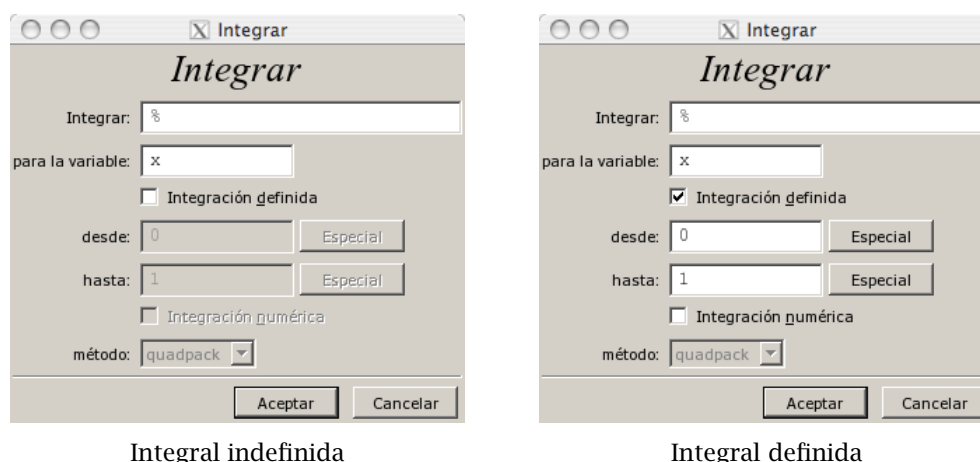 Integrar
Integrar
Integrar: %
para la variable: x
Integración definida
desde: 0 Especial
hasta: 1 Especial
Integración numérica
método: quadpack
Aceptar Cancelar
Integral indefinida
Integrar
Integrar
Integrar: %
para la variable: x
Integración definida
desde: 0 Especial
hasta: 1 Especial
Integración numérica
método: quadpack
Aceptar Cancelar
Integral definida